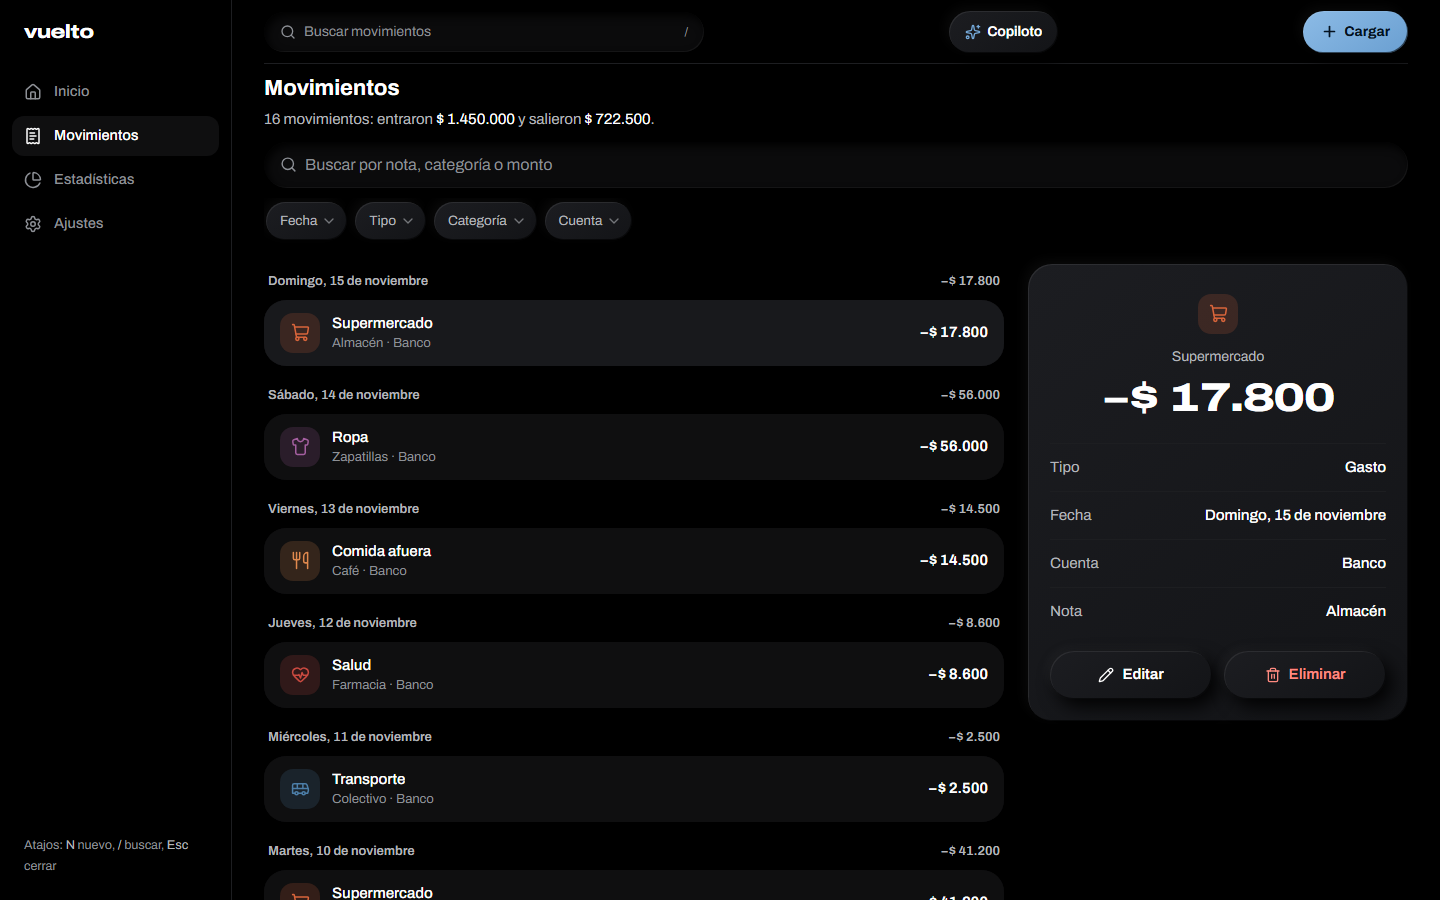 vuelto
Inicio
Movimientos
Estadísticas
Ajustes
Atajos: N nuevo, / buscar, Esc
cerrar
Buscar movimientos /
Copiloto
Cargar
Movimientos
16 movimientos: entraron $ 1.450.000 y salieron $ 722.500.
Buscar por nota, categoría o monto
Fecha
Tipo
Categoría
Cuenta
Domingo, 15 de noviembre −$ 17.800
Supermercado
Almacén · Banco
−$ 17.800
Sábado, 14 de noviembre −$ 56.000
Ropa
Zapatillas · Banco
−$ 56.000
Viernes, 13 de noviembre −$ 14.500
Comida afuera
Café · Banco
−$ 14.500
Jueves, 12 de noviembre −$ 8.600
Salud
Farmacia · Banco
−$ 8.600
Miércoles, 11 de noviembre −$ 2.500
Transporte
Colectivo · Banco
−$ 2.500
Martes, 10 de noviembre −$ 41.200
Supermercado
−$ 41.200
Supermercado
−$ 17.800
Tipo Gasto
Fecha Domingo, 15 de noviembre
Cuenta Banco
Nota Almacén
Editar
Eliminar